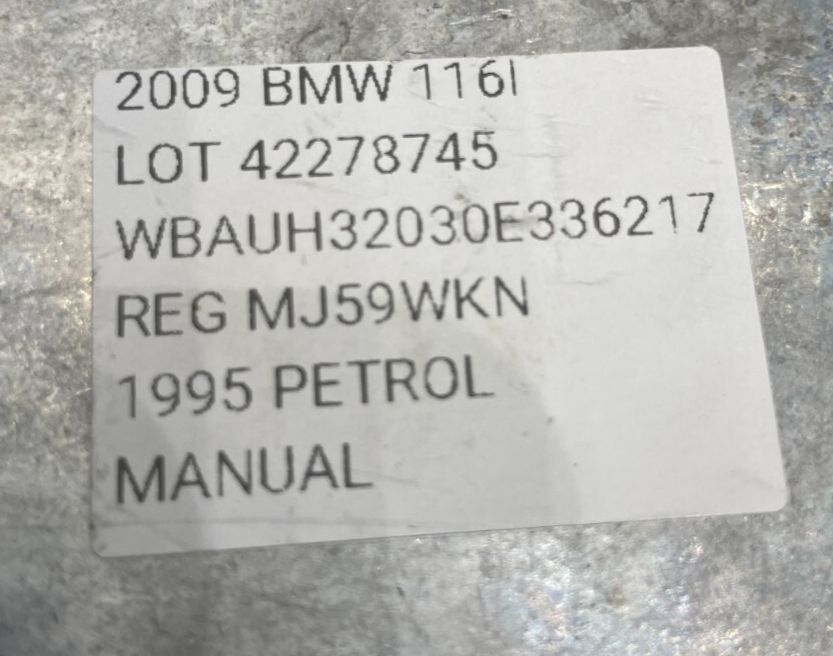 2009 BMW 116I
LOT 42278745
WBAUH32030E336217
REG MJ59WKN
1995 PETROL
MANUAL